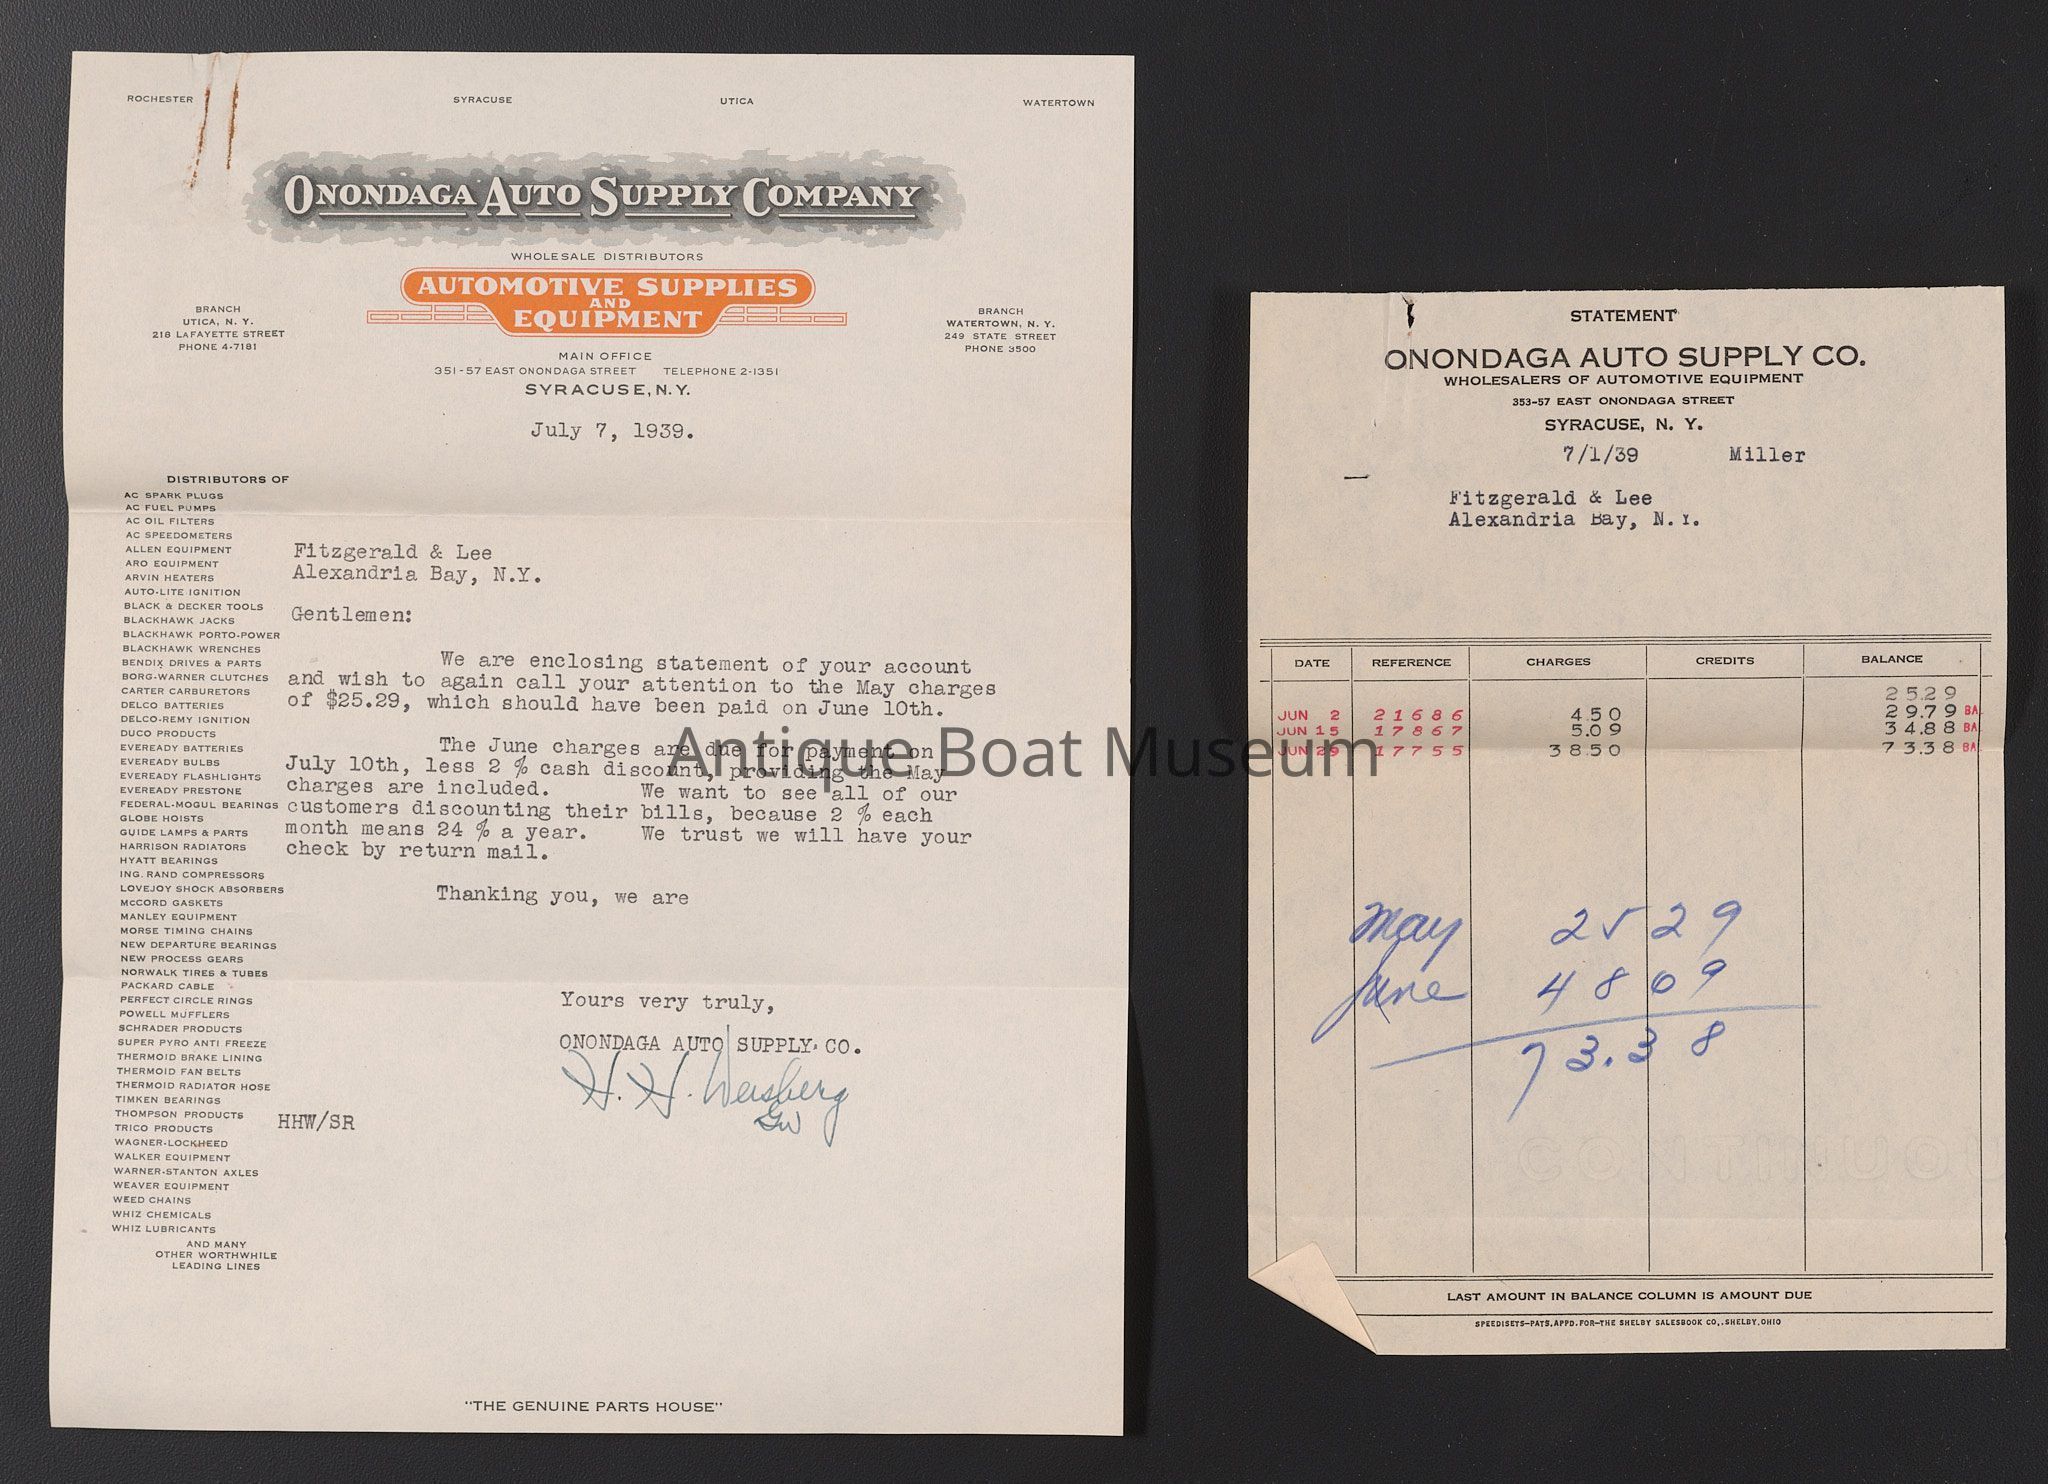 ROCHESTER SYRACUSE UTICA WATERTOWN
ONONDAGA AUTO SUPPLY COMPANY
WHOLESALE DISTRIBUTORS
AUTOMOTIVE SUPPLIES
AND
EQUIPMENT
BRANCH
UTICA, N. Y.
218 LAFAYETTE STREET
PHONE 4-7181
BRANCH
WATERTOWN, N. Y.
249 STATE STREET
PHONE 3500
MAIN OFFICE
351-57 EAST ONONDAGA STREET TELEPHONE 2-1351
SYRACUSE, N. Y.
July 7, 1939.
DISTRIBUTORS OF
AC SPARK PLUGS
AC FUEL PUMPS
AC OIL FILTERS
AC SPEEDOMETERS
ALLEN EQUIPMENT
ARO EQUIPMENT
ARVIN HEATERS
AUTO-LITE IGNITION
BLACK & DECKER TOOLS
BLACKHAWK JACKS
BLACKHAWK PORTO-POWER
BLACKHAWK WRENCHES
BENDIX DRIVES & PARTS
BORG-WARNER CLUTCHES
CARTER CARBURETORS
DELCO BATTERIES
DELCO-REMY IGNITION
DUCO PRODUCTS
EVEREADY BATTERIES
EVEREADY BULBS
EVEREADY FLASHLIGHTS
EVEREADY PRESTONE
FEDERAL-MOGUL BEARINGS
GLOBE HOISTS
GUIDE LAMPS & PARTS
HARRISON RADIATORS
HYATT BEARINGS
ING. RAND COMPRESSORS
LOVEJOY SHOCK ABSORBERS
McCORD GASKETS
MANLEY EQUIPMENT
MORSE TIMING CHAINS
NEW DEPARTURE BEARINGS
NEW PROCESS GEARS
NORWALK TIRES & TUBES
PACKARD CABLE
PERFECT CIRCLE RINGS
POWELL MUFFLERS
SCHRADER PRODUCTS
SUPER PYRO ANTI FREEZE
THERMOID BRAKE LINING
THERMOID FAN BELTS
THERMOID RADIATOR HOSE
TIMKEN BEARINGS
THOMPSON PRODUCTS
TRICO PRODUCTS
WAGNER-LOCKHEED
WALKER EQUIPMENT
WARNER-STANTON AXLES
WEAVER EQUIPMENT
WEED CHAINS
WHIZ CHEMICALS
WHIZ LUBRICANTS
AND MANY
OTHER WORTHWHILE
LEADING LINES
Fitzgerald & Lee
Alexandria Bay, N.Y.
Gentlemen:
We are enclosing statement of your account
and wish to again call your attention to the May charges
of $25.29, which should have been paid on June 10th.
The June charges are due for payment on
July 10th, less 2 % cash discount, providing the May
charges are included. We want to see all of our
customers discounting their bills, because 2 % each
month means 24 % a year. We trust we will have your
check by return mail.
Thanking you, we are
Yours very truly,
ONONDAGA AUTO SUPPLY CO.
H. H. Weisberg
GW
HHW/SR
"THE GENUINE PARTS HOUSE"
Antique Boat Museum
STATEMENT
ONONDAGA AUTO SUPPLY CO.
WHOLESALERS OF AUTOMOTIVE EQUIPMENT
353-57 EAST ONONDAGA STREET
SYRACUSE, N. Y.
7/1/39 Miller
Fitzgerald & Lee
Alexandria Bay, N.Y.
DATE REFERENCE CHARGES CREDITS BALANCE
25.29
JUN 2 21686 4.50 29.79 BA
JUN 15 17867 5.09 34.88 BA
JUN 29 17755 38.50 73.38 BA
May 25 29
June 48 09
73.38
CONTINUOU
LAST AMOUNT IN BALANCE COLUMN IS AMOUNT DUE
SPEEDISETS-PATS. APPD. FOR-THE SHELBY SALESBOOK CO., SHELBY, OHIO